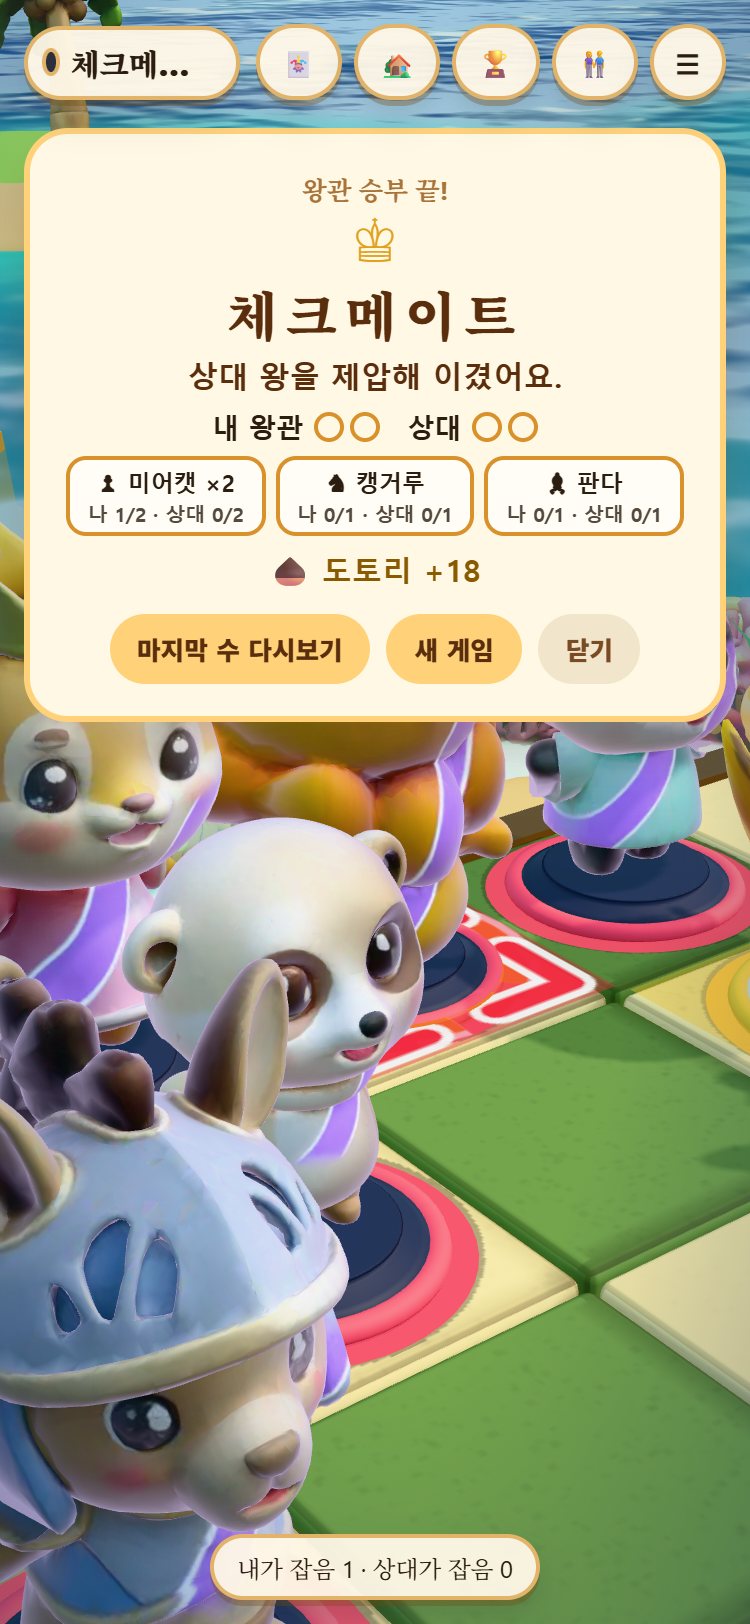 체크메...
왕관 승부 끝!
체크메이트
상대 왕을 제압해 이겼어요.
내 왕관 상대
미어캣 ×2
나 1/2 · 상대 0/2
캥거루
나 0/1 · 상대 0/1
판다
나 0/1 · 상대 0/1
도토리 +18
마지막 수 다시보기
새 게임
닫기
내가 잡음 1 · 상대가 잡음 0